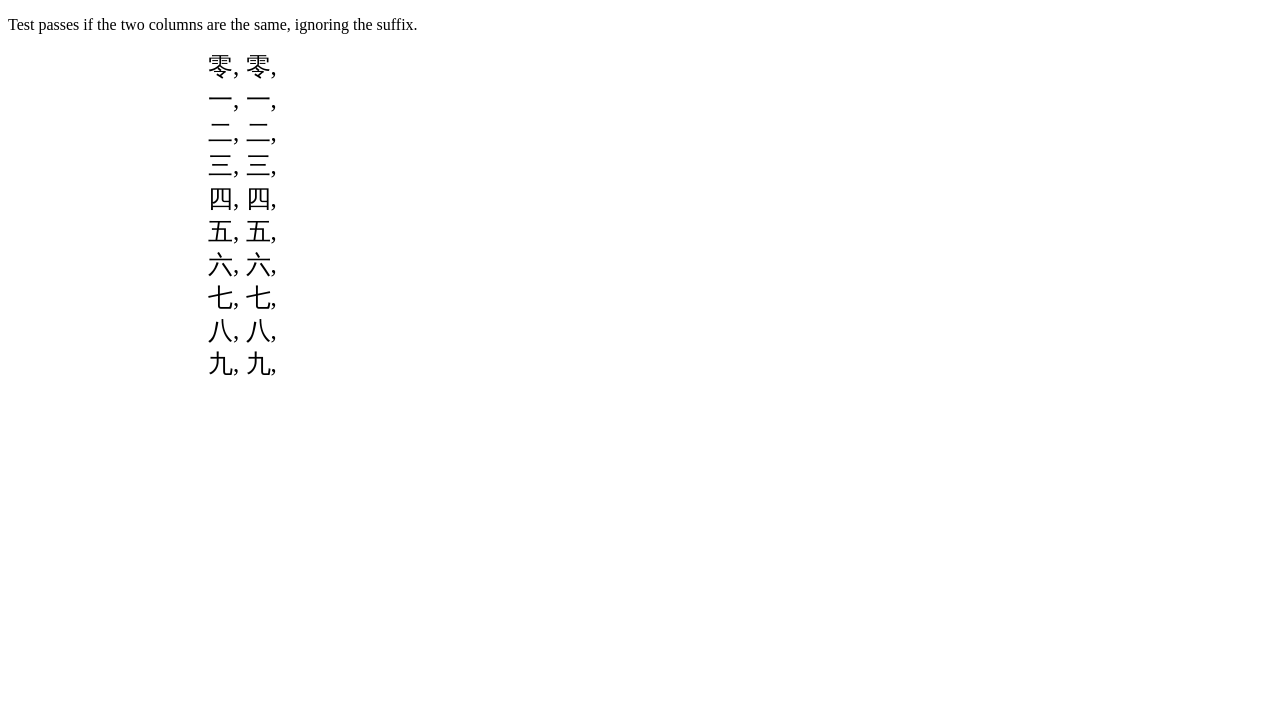 Test passes if the two columns are the same, ignoring the suffix.
零, 零,
一, 一,
二, 二,
三, 三,
四, 四,
五, 五,
六, 六,
七, 七,
八, 八,
九, 九,